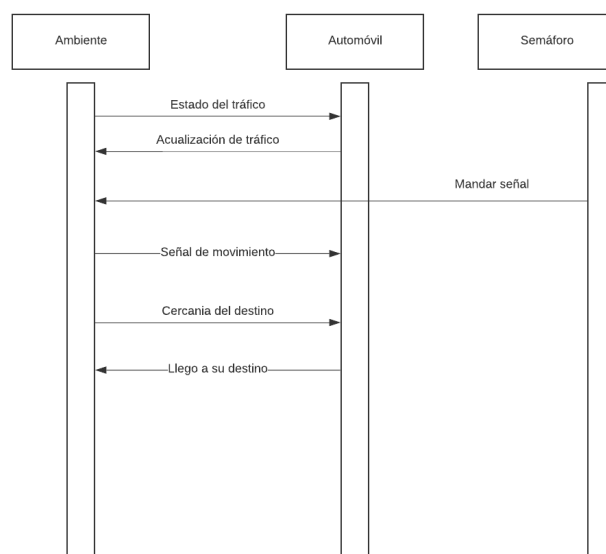 Ambiente
Automóvil
Semáforo
Estado del tráfico
Acualización de tráfico
Mandar señal
Señal de movimiento
Cercania del destino
Llego a su destino